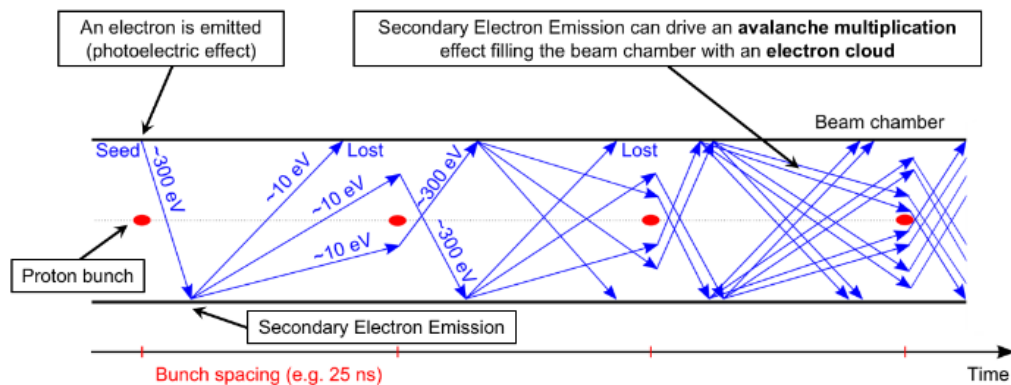 An electron is emitted
(photoelectric effect)
Secondary Electron Emission can drive an avalanche multiplication
effect filling the beam chamber with an electron cloud
Beam chamber
Seed
Lost
Lost
~300 eV
~10 eV
~10 eV
~10 eV
~300 eV
~300 eV
Proton bunch
Secondary Electron Emission
Bunch spacing (e.g. 25 ns)
Time